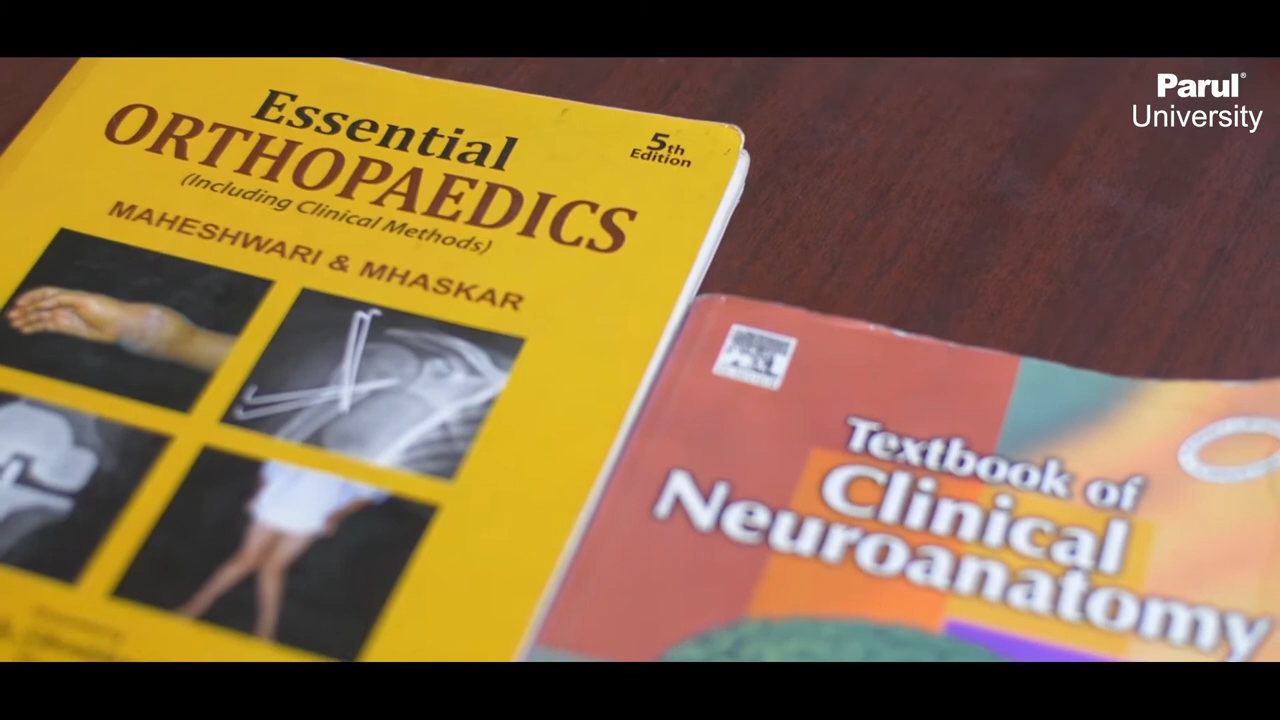 Parul®
University
Essential
ORTHOPAEDICS
(Including Clinical Methods)
MAHESHWARI & MHASKAR
5th
Edition
Textbook of
Clinical
Neuroanatomy